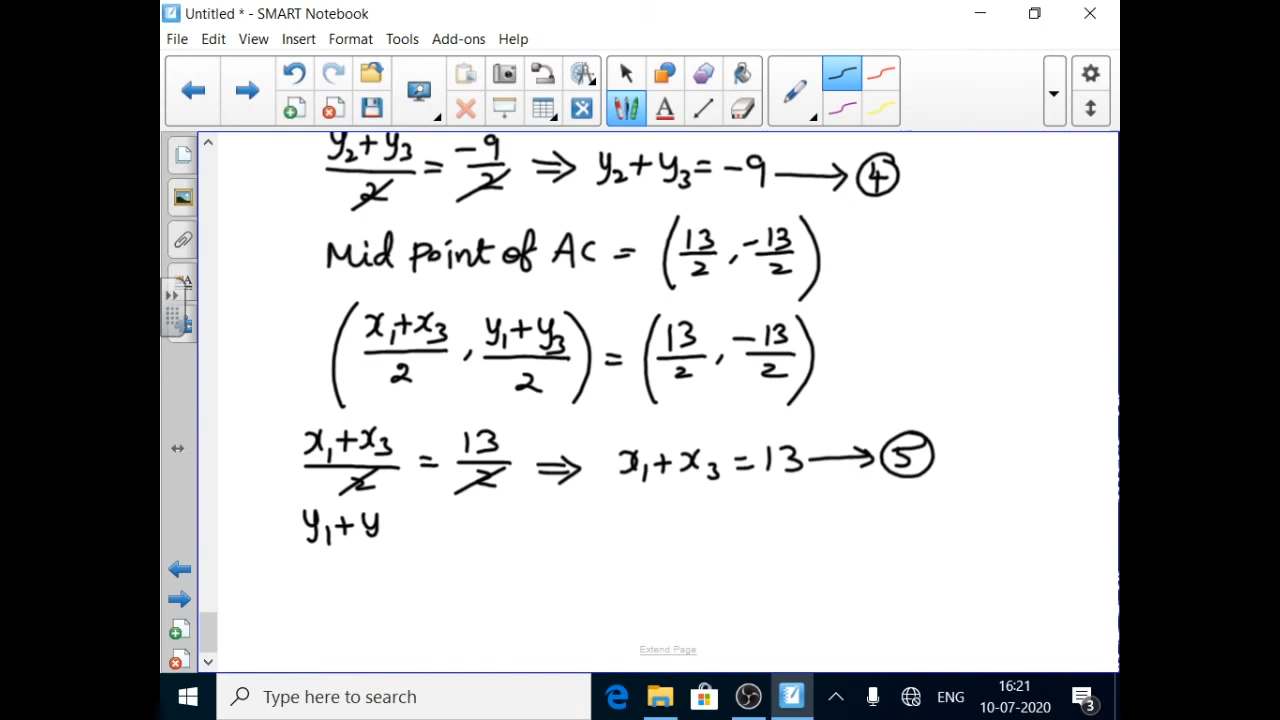 Untitled * - SMART Notebook
File Edit View Insert Format Tools Add-ons Help
(y₂+y₃)/2 = -9/2 ⇒ y₂+y₃ = -9 → ④
Mid point of AC = (13/2, -13/2)
((x₁+x₃)/2, (y₁+y₃)/2) = (13/2, -13/2)
(x₁+x₃)/2 = 13/2 ⇒ x₁+x₃ = 13 → ⑤
y₁+y
Extend Page
Type here to search
ENG
16:21
10-07-2020
3